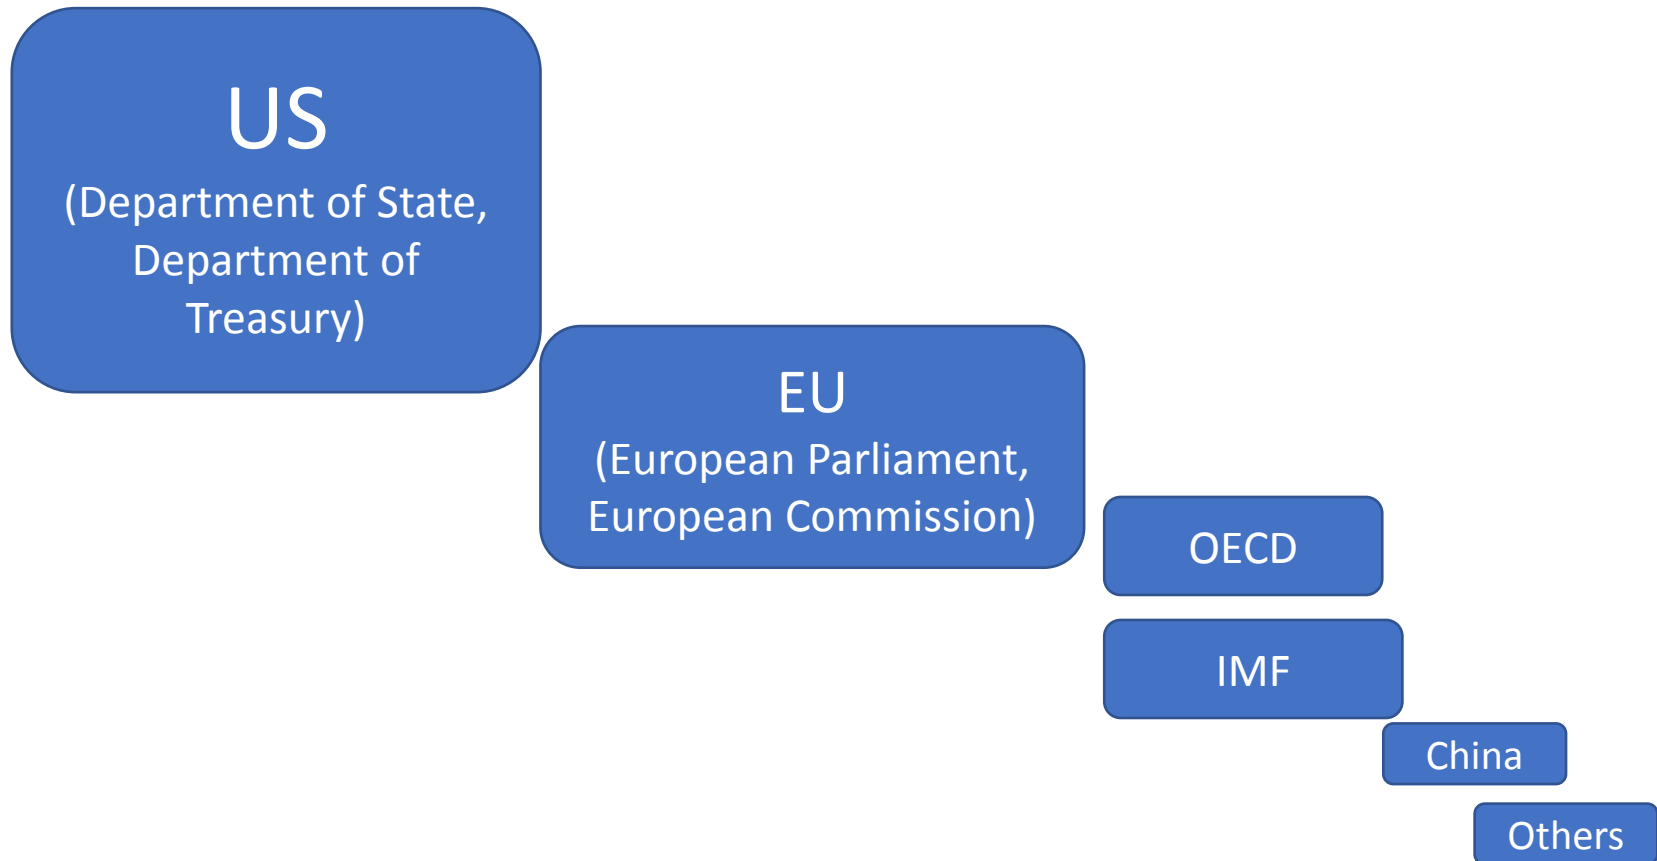 US
(Department of State,
Department of
Treasury)
EU
(European Parliament,
European Commission)
OECD
IMF
China
Others